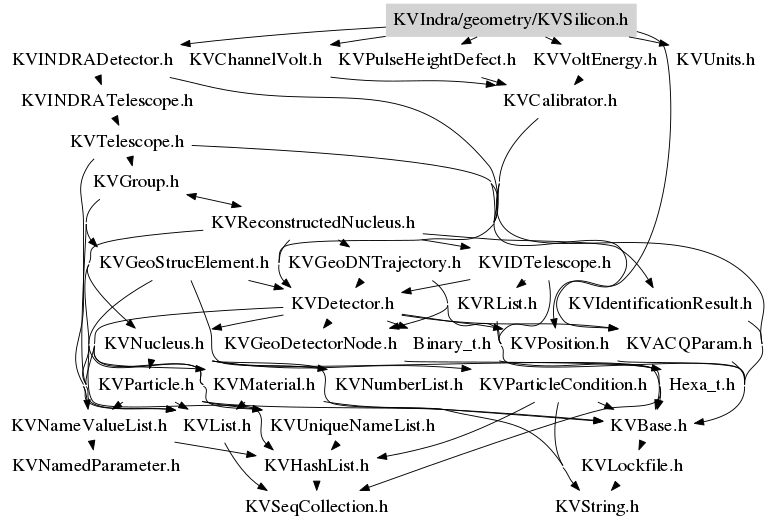 KVIndra/geometry/KVSilicon.h
KVINDRADetector.h KVChannelVolt.h KVPulseHeightDefect.h KVVoltEnergy.h KVUnits.h
KVINDRATelescope.h KVCalibrator.h
KVTelescope.h
KVGroup.h
KVReconstructedNucleus.h
KVGeoStrucElement.h KVGeoDNTrajectory.h KVIDTelescope.h
KVDetector.h KVRList.h KVIdentificationResult.h
KVNucleus.h KVGeoDetectorNode.h Binary_t.h KVPosition.h KVACQParam.h
KVParticle.h KVMaterial.h KVNumberList.h KVParticleCondition.h Hexa_t.h
KVNameValueList.h KVList.h KVUniqueNameList.h KVBase.h
KVNamedParameter.h KVHashList.h KVLockfile.h
KVSeqCollection.h KVString.h